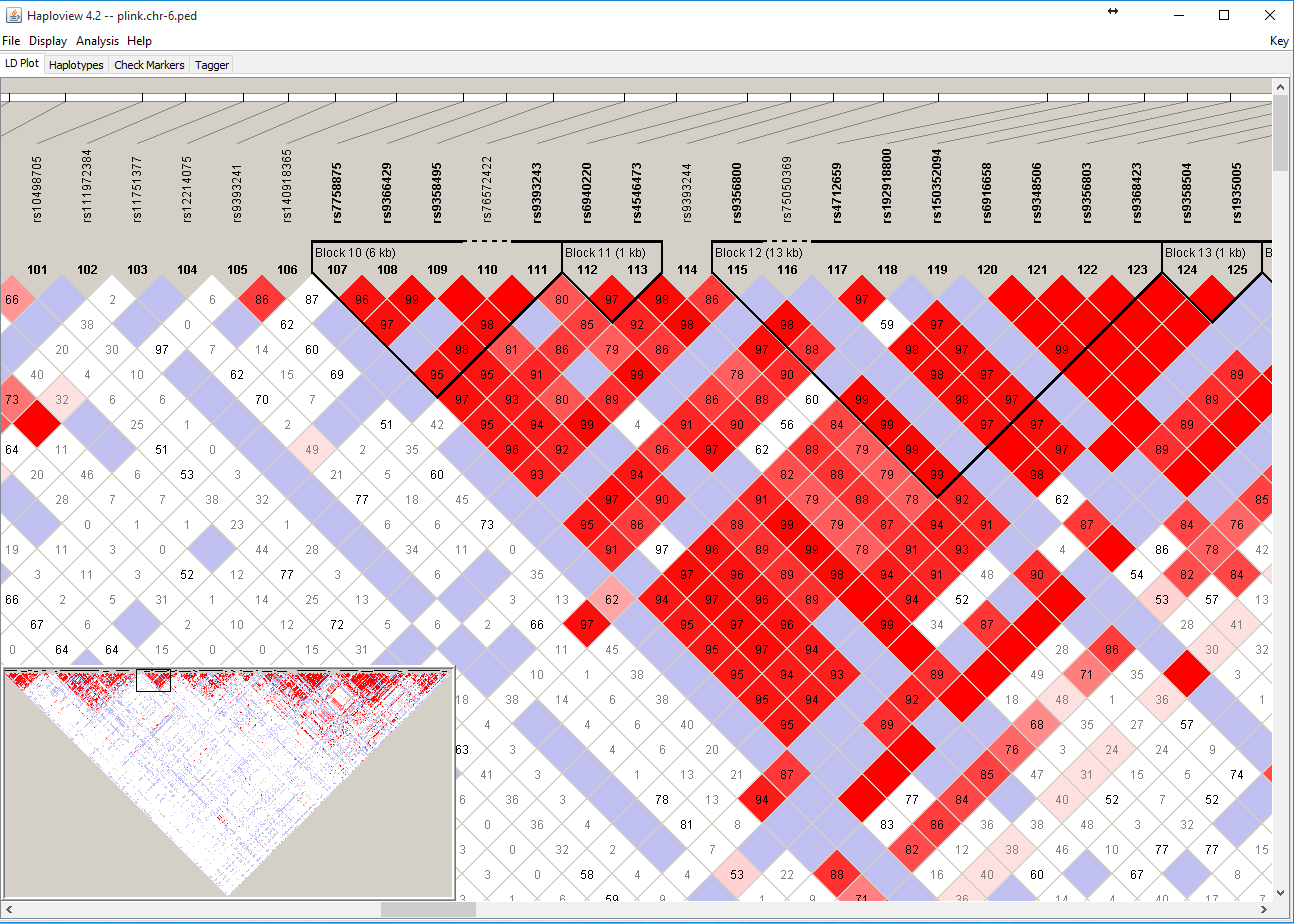 Haploview 4.2 -- plink.chr-6.ped
File Display Analysis Help Key
LD Plot Haplotypes Check Markers Tagger
rs10498705
rs111972384
rs11751377
rs12214075
rs9393241
rs140918365
rs7758875
rs9366429
rs9358495
rs76572422
rs9393243
rs6940220
rs4546473
rs9393244
rs9356800
rs75050369
rs4712659
rs192918800
rs150352094
rs6916658
rs9348506
rs9356803
rs9368423
rs9358504
rs1935005
Block 10 (6 kb) Block 11 (1 kb) Block 12 (13 kb) Block 13 (1 kb) B
101 102 103 104 105 106 107 108 109 110 111 112 113 114 115 116 117 118 119 120 121 122 123 124 125
66 2 6 86 87 96 99 80 97 98 86 97
38 0 62 97 98 85 92 98 98 59 97
20 30 97 7 14 60 98 81 86 79 86 97 88 98 97 99
40 4 10 62 15 69 95 95 91 99 78 90 98 97 89
73 32 6 6 70 7 97 93 80 89 86 88 60 99 97 97 89
25 1 2 51 42 95 94 99 4 91 90 56 84 99 97 97
64 11 51 0 49 2 35 96 92 86 97 62 88 79 99 97 89
20 46 6 53 3 21 5 60 93 94 82 88 79 99 98
28 7 7 38 32 77 18 45 97 90 91 79 88 78 92 62 85
0 1 1 23 1 6 6 73 95 86 88 99 79 87 94 91 87 84 76
19 11 3 0 44 28 34 11 0 91 97 96 89 99 78 91 93 4 86 78 42
3 11 3 52 12 77 3 6 35 97 96 89 98 94 91 48 90 54 82 84
66 2 5 31 1 14 25 13 3 13 62 94 97 96 89 94 52 53 57 13
67 6 2 10 12 72 5 6 2 66 97 95 97 94 99 34 87 28 41
0 64 64 15 0 0 15 31 11 45 95 97 94 28 86 30 32
10 1 38 95 94 93 89 49 71 35 3
38 18 38 28 95 94 92 18 48 36 1
4 4 6 40 95 89 68 35 27 57
63 3 4 6 20 76 3 24 24 9
41 3 1 13 21 87 85 47 31 15 5 74
6 36 3 78 13 94 77 84 40 52 7 52
0 36 4 81 8 83 86 36 38 48 3 32
3 0 32 2 7 82 12 38 46 10 77 77 15
3 0 58 4 4 53 22 88 16 40 60 67 8